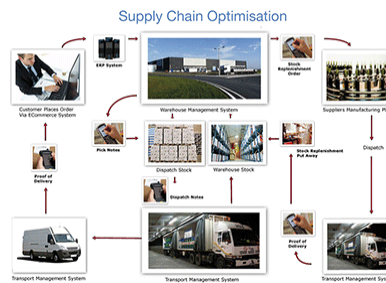 Supply Chain Optimisation
ERP System
Stock
Replenishment
Order
Customer Places Order
Via ECommerce System
Warehouse Management System
Suppliers Manufacturing
Pick Notes
Dispatch Stock
Warehouse Stock
Stock Replenishment
Put Away
Dispatch
Proof of
Delivery
Dispatch Notes
Proof of
Delivery
Transport Management System
Transport Management System
Transport Management System